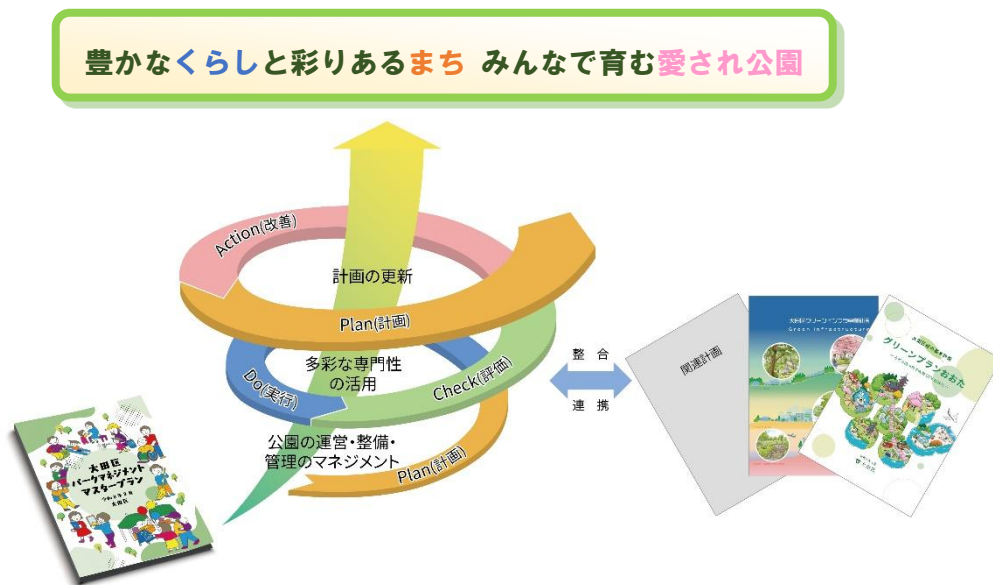 豊かなくらしと彩りあるまち みんなで育む愛され公園
Action(改善)
計画の更新
Plan(計画)
多彩な専門性
の活用
Do(実行)
Check(評価)
公園の運営・整備・
管理のマネジメント
Plan(計画)
整 合
連 携
関連計画
Green Infrastructure
グリーンプランおおた
大田区
パークマネジメント
マスタープラン
大田区